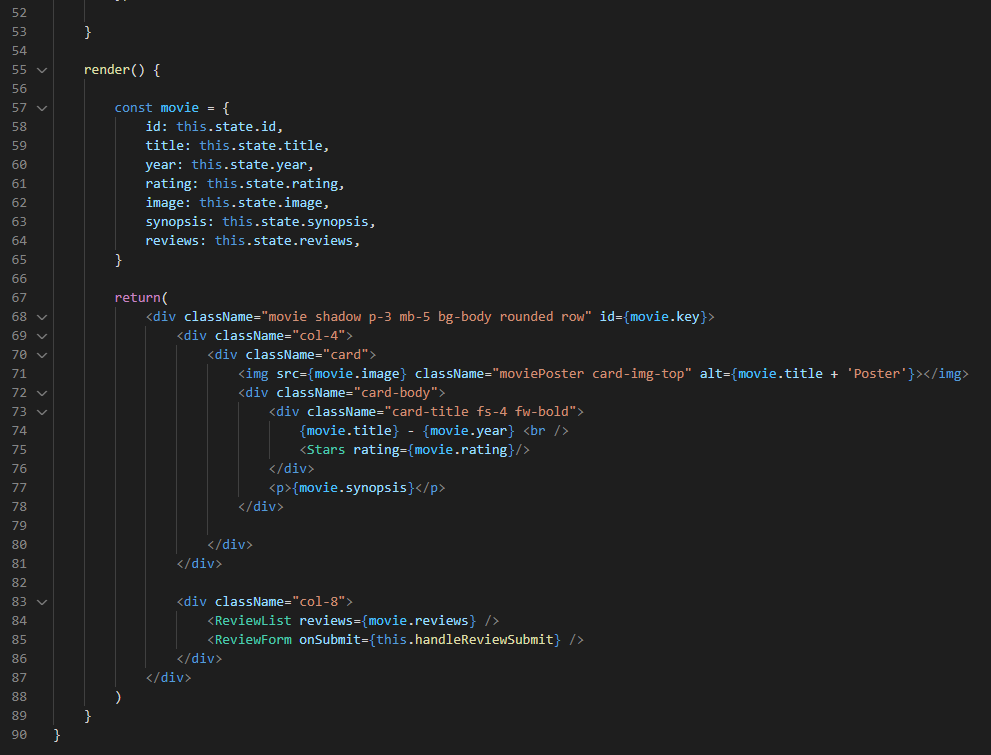 52
53 }
54
55 render() {
56
57 const movie = {
58 id: this.state.id,
59 title: this.state.title,
60 year: this.state.year,
61 rating: this.state.rating,
62 image: this.state.image,
63 synopsis: this.state.synopsis,
64 reviews: this.state.reviews,
65 }
66
67 return(
68 <div className="movie shadow p-3 mb-5 bg-body rounded row" id={movie.key}>
69 <div className="col-4">
70 <div className="card">
71 <img src={movie.image} className="moviePoster card-img-top" alt={movie.title + 'Poster'}></img>
72 <div className="card-body">
73 <div className="card-title fs-4 fw-bold">
74 {movie.title} - {movie.year} <br />
75 <Stars rating={movie.rating}/>
76 </div>
77 <p>{movie.synopsis}</p>
78 </div>
79
80 </div>
81 </div>
82
83 <div className="col-8">
84 <ReviewList reviews={movie.reviews} />
85 <ReviewForm onSubmit={this.handleReviewSubmit} />
86 </div>
87 </div>
88 )
89 }
90 }